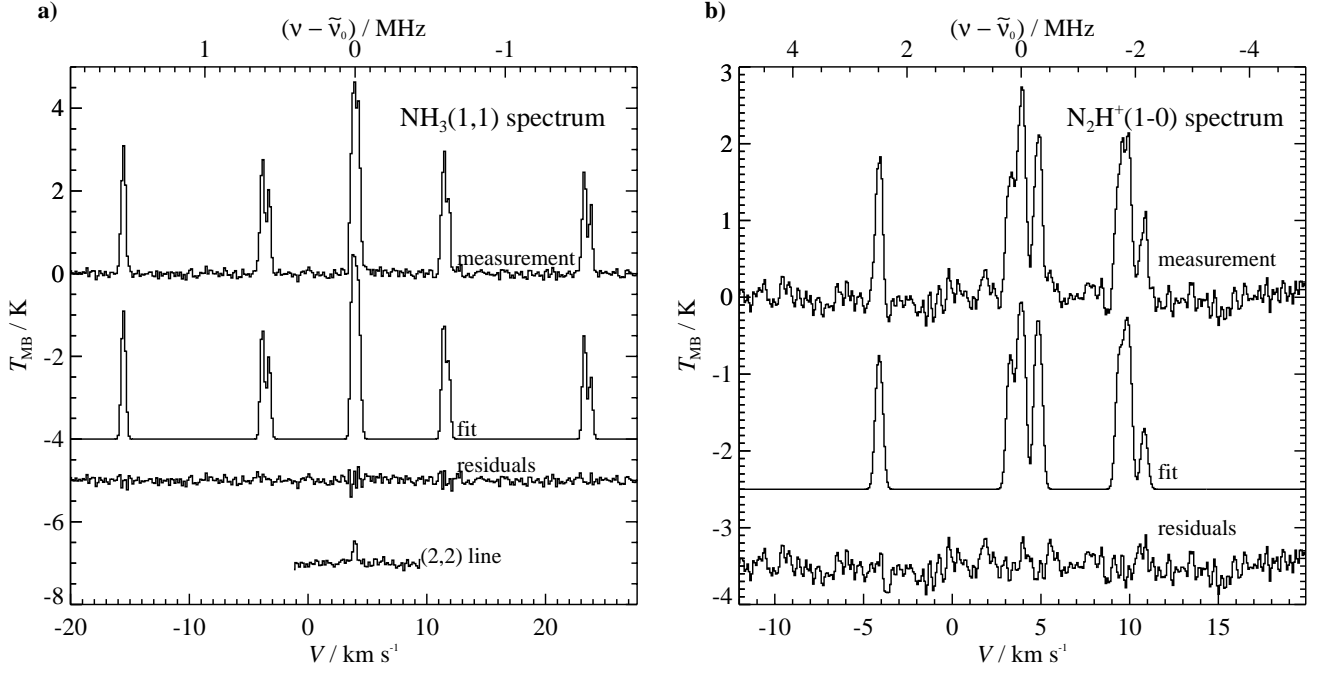 a)
(ν − ν̃₀) / MHz
1 0 -1
NH₃(1,1) spectrum
4
2
measurement
0
T_MB / K
-2
fit
-4
residuals
-6
(2,2) line
-8
-20 -10 0 10 20
V / km s⁻¹
b)
(ν − ν̃₀) / MHz
4 2 0 -2 -4
3
N₂H⁺(1-0) spectrum
2
1
measurement
0
T_MB / K
-1
-2
fit
-3
residuals
-4
-10 -5 0 5 10 15
V / km s⁻¹